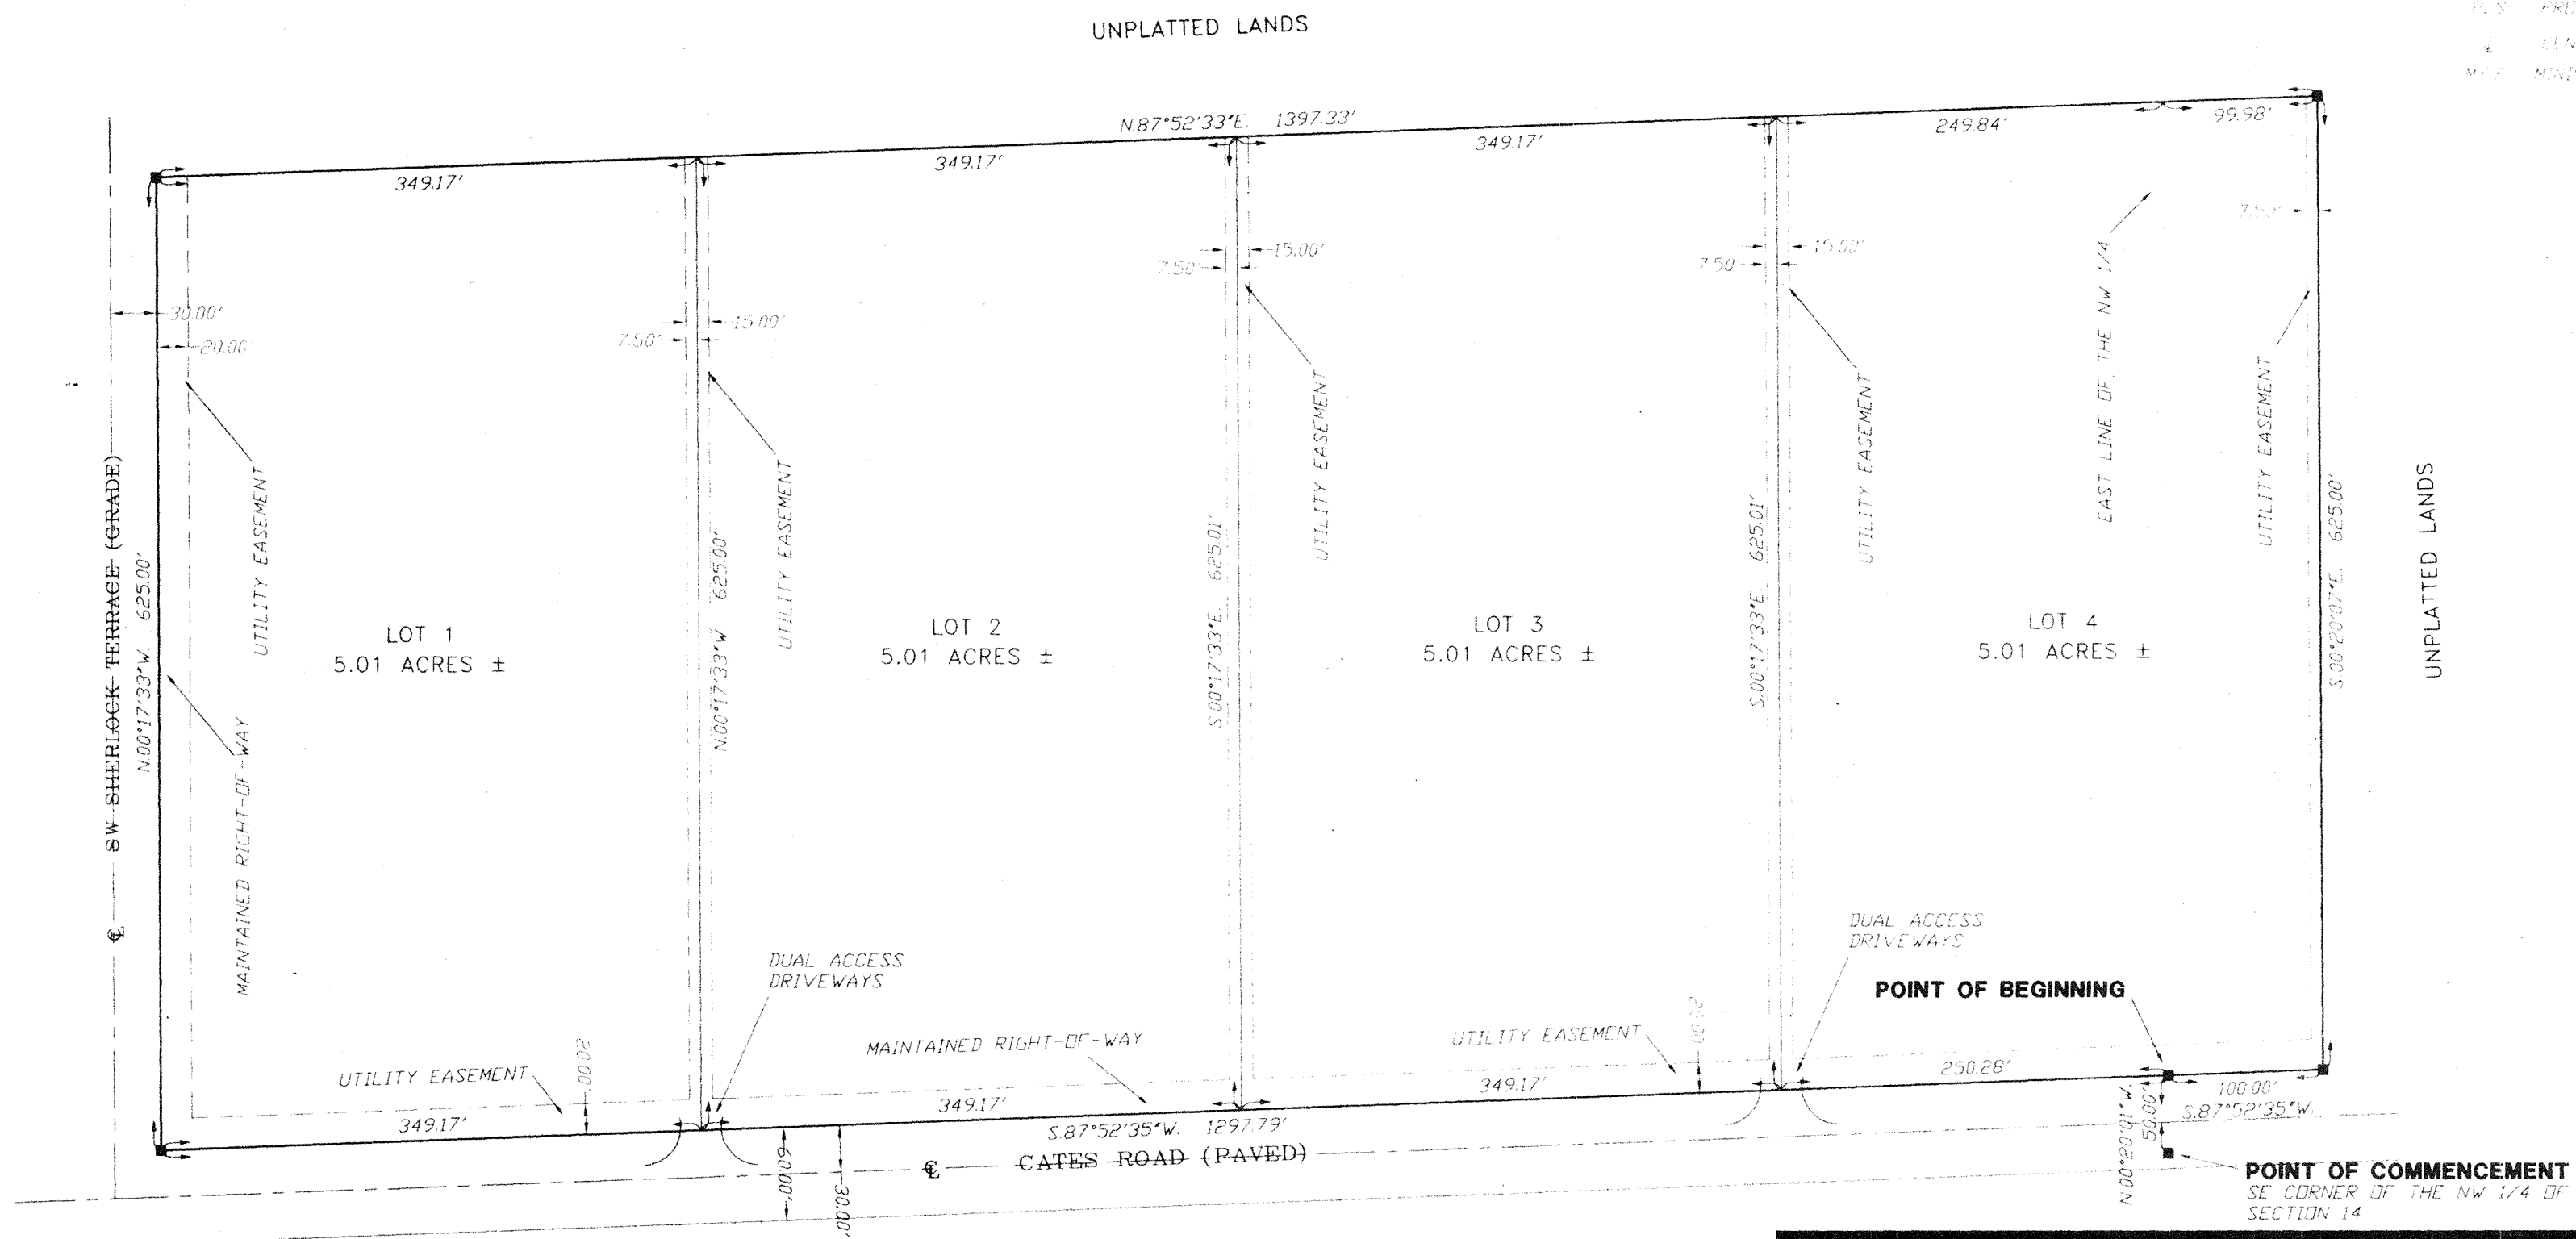 UNPLATTED LANDS
N.87°52'33"E. 1397.33'
349.17'
349.17'
349.17'
249.84'
99.98'
7.50'
30.00'
20.00'
7.50'
15.00'
7.50'
15.00'
7.50'
15.00'
SW SHERLOCK TERRACE (GRADE)
N.00°17'33"W. 625.00'
UTILITY EASEMENT
MAINTAINED RIGHT-OF-WAY
LOT 1
5.01 ACRES ±
N.00°17'33"W. 625.00'
UTILITY EASEMENT
LOT 2
5.01 ACRES ±
S.00°17'33"E. 625.01'
UTILITY EASEMENT
LOT 3
5.01 ACRES ±
S.00°17'33"E. 625.01'
UTILITY EASEMENT
LOT 4
5.01 ACRES ±
EAST LINE OF THE NW 1/4
UTILITY EASEMENT
S.00°20'07"E. 625.00'
UNPLATTED LANDS
DUAL ACCESS
DRIVEWAYS
DUAL ACCESS
DRIVEWAYS
POINT OF BEGINNING
UTILITY EASEMENT
20.00'
MAINTAINED RIGHT-OF-WAY
UTILITY EASEMENT
20.00'
349.17'
349.17'
349.17'
250.28'
100.00'
S.87°52'35"W.
S.87°52'35"W. 1297.79'
℄ CATES ROAD (PAVED)
℄
60.00'
30.00'
N.00°20'01"W.
50.00'
POINT OF COMMENCEMENT
SE CORNER OF THE NW 1/4 OF
SECTION 14